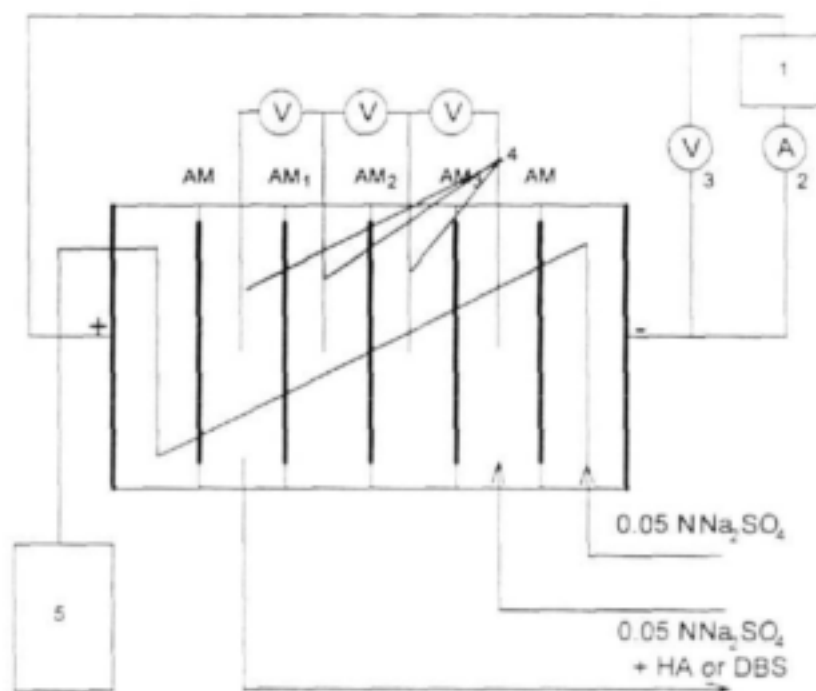 1
V V V
V
3
A
2
4
AM AM₁ AM₂ AM₃ AM
+ -
0.05 NNa₂SO₄
5
0.05 NNa₂SO₄
+ HA or DBS